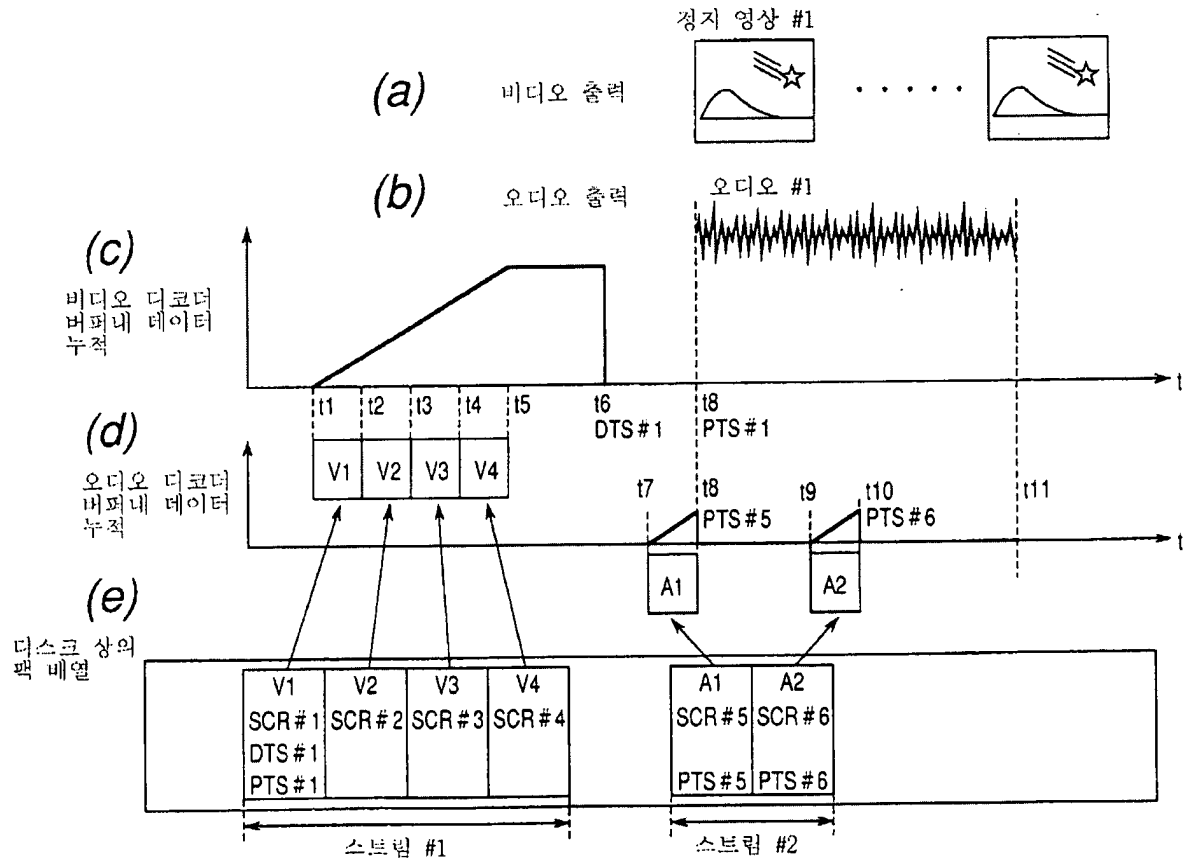 정지 영상 #1
(a) 비디오 출력
(b) 오디오 출력 오디오 #1
(c)
비디오 디코더
버퍼내 데이터
누적
t
t1 t2 t3 t4 t5 t6 t8
DTS#1 PTS#1
(d)
오디오 디코더
버퍼내 데이터
누적
V1 V2 V3 V4
t7 t8 t9 t10 t11
PTS#5 PTS#6
t
A1 A2
(e)
디스크 상의
팩 배열
V1 V2 V3 V4 A1 A2
SCR#1 SCR#2 SCR#3 SCR#4 SCR#5 SCR#6
DTS#1
PTS#1 PTS#5 PTS#6
스트림 #1 스트림 #2